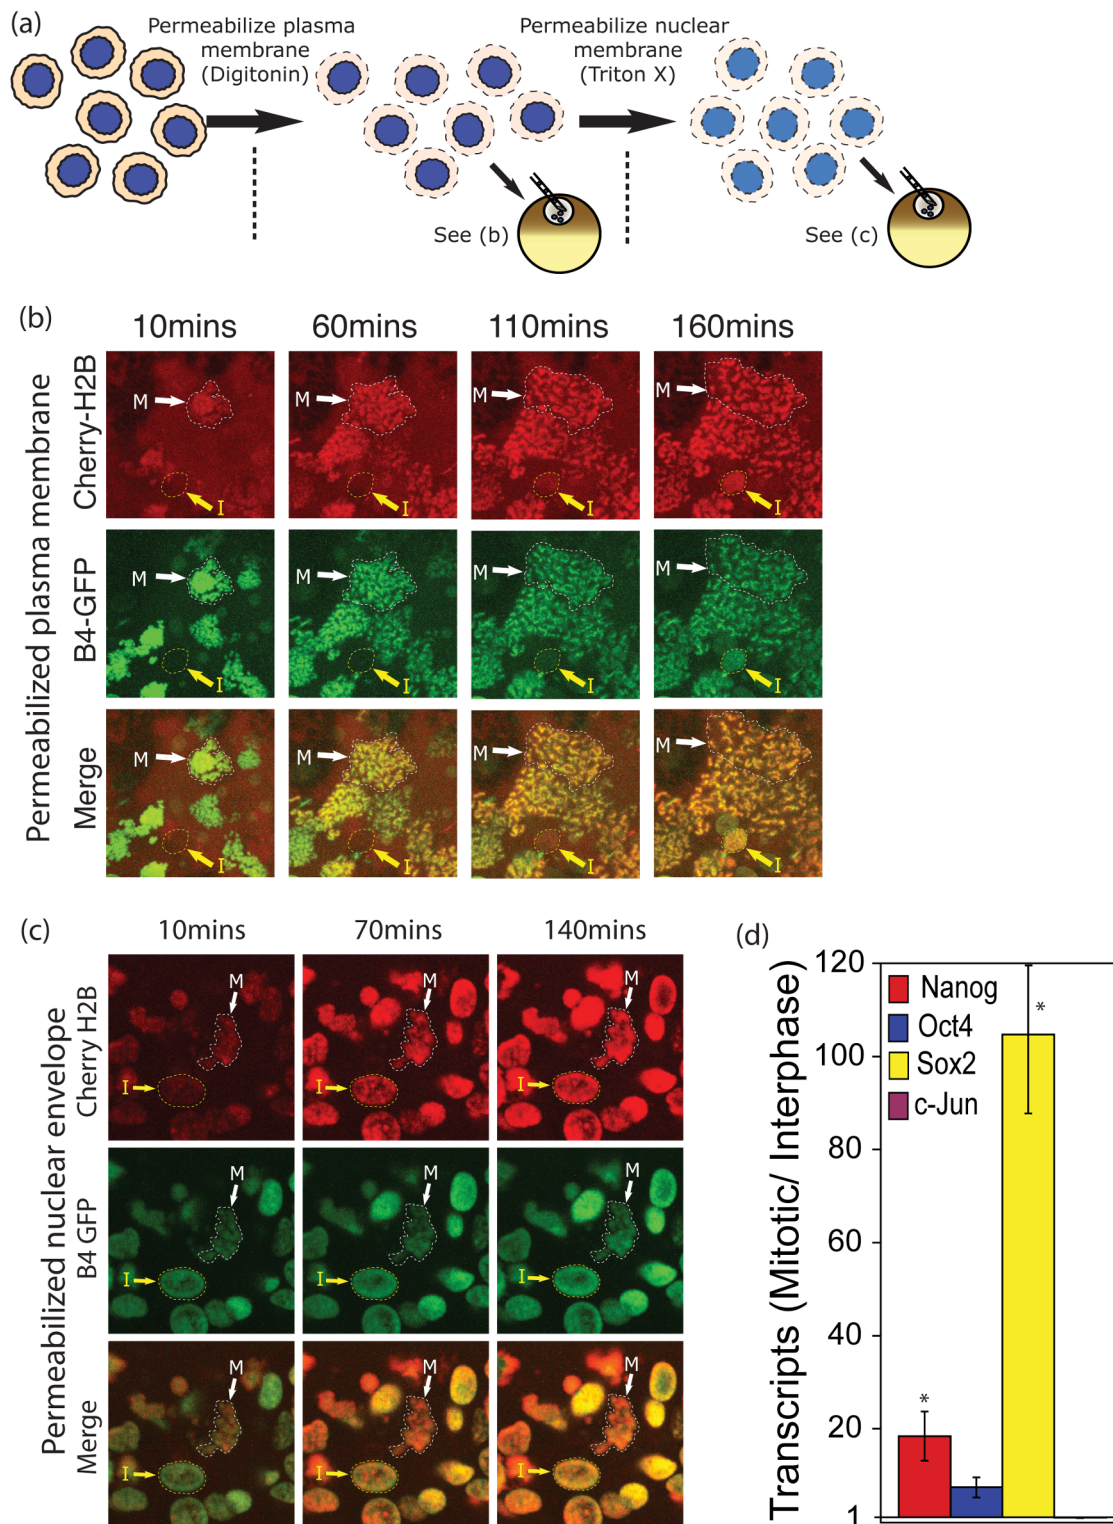 (a)
Permeabilize plasma
membrane
(Digitonin)
Permeabilize nuclear
membrane
(Triton X)
See (b)
See (c)
(b)
10mins 60mins 110mins 160mins
Permeabilized plasma membrane
Cherry-H2B
M M M M
I I I I
B4-GFP
M M M M
I I I I
Merge
M M M M
I I I I
(c)
10mins 70mins 140mins
Permeabilized nuclear envelope
Cherry H2B
M M M
I I I
B4 GFP
M M M
I I I
Merge
M M M
I I I
(d)
Transcripts (Mitotic/ Interphase)
120
100
80
60
40
20
1
Nanog
Oct4
Sox2
c-Jun
*
*